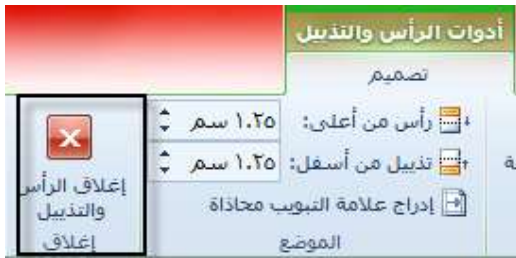 أدوات الرأس والتذييل
تصميم
رأس من أعلى: ١.٢٥ سم
تذييل من أسفل: ١.٢٥ سم
إدراج علامة التبويب محاذاة
الموضع
إغلاق الرأس
والتذييل
إغلاق
ة